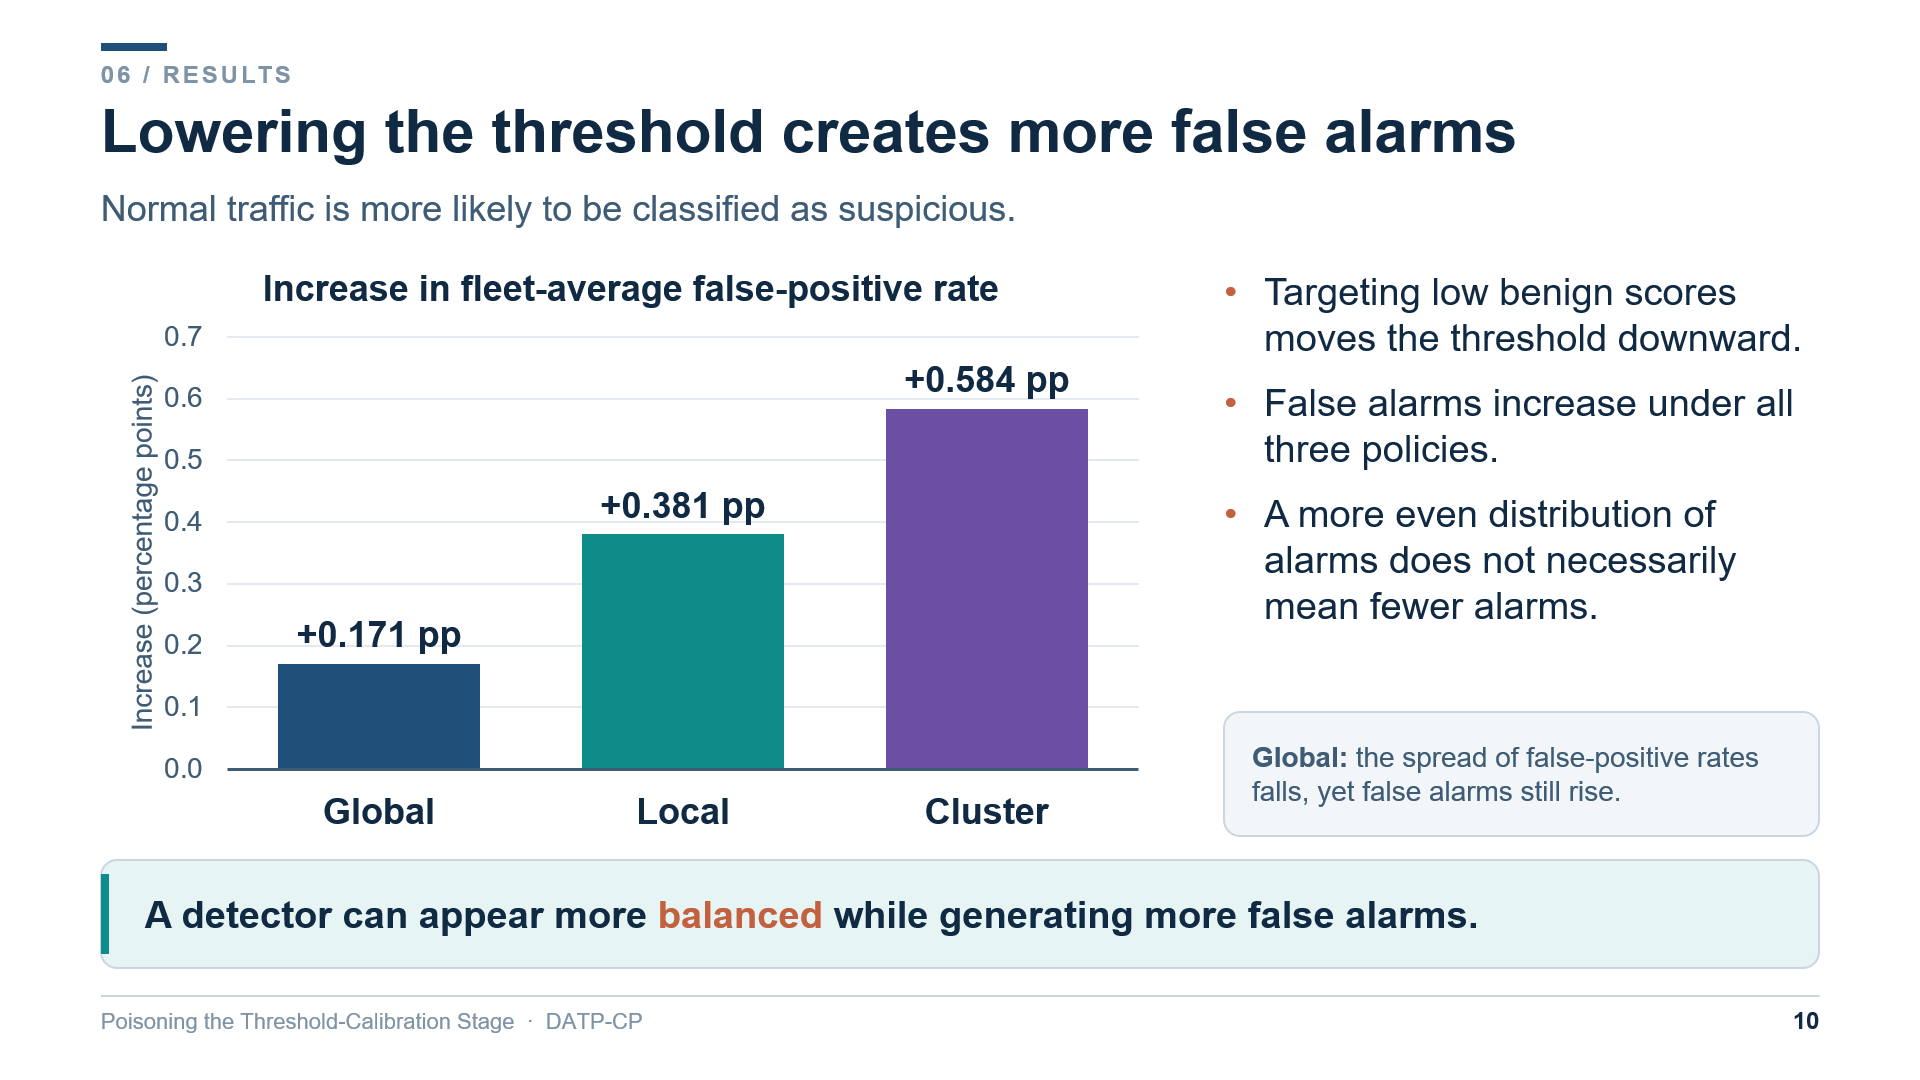 06 / RESULTS
Lowering the threshold creates more false alarms
Normal traffic is more likely to be classified as suspicious.
Increase in fleet-average false-positive rate
Increase (percentage points)
0.7
0.6
0.5
0.4
0.3
0.2
0.1
0.0
+0.171 pp
+0.381 pp
+0.584 pp
Global
Local
Cluster
• Targeting low benign scores
moves the threshold downward.
• False alarms increase under all
three policies.
• A more even distribution of
alarms does not necessarily
mean fewer alarms.
Global: the spread of false-positive rates
falls, yet false alarms still rise.
A detector can appear more balanced while generating more false alarms.
Poisoning the Threshold-Calibration Stage · DATP-CP
10